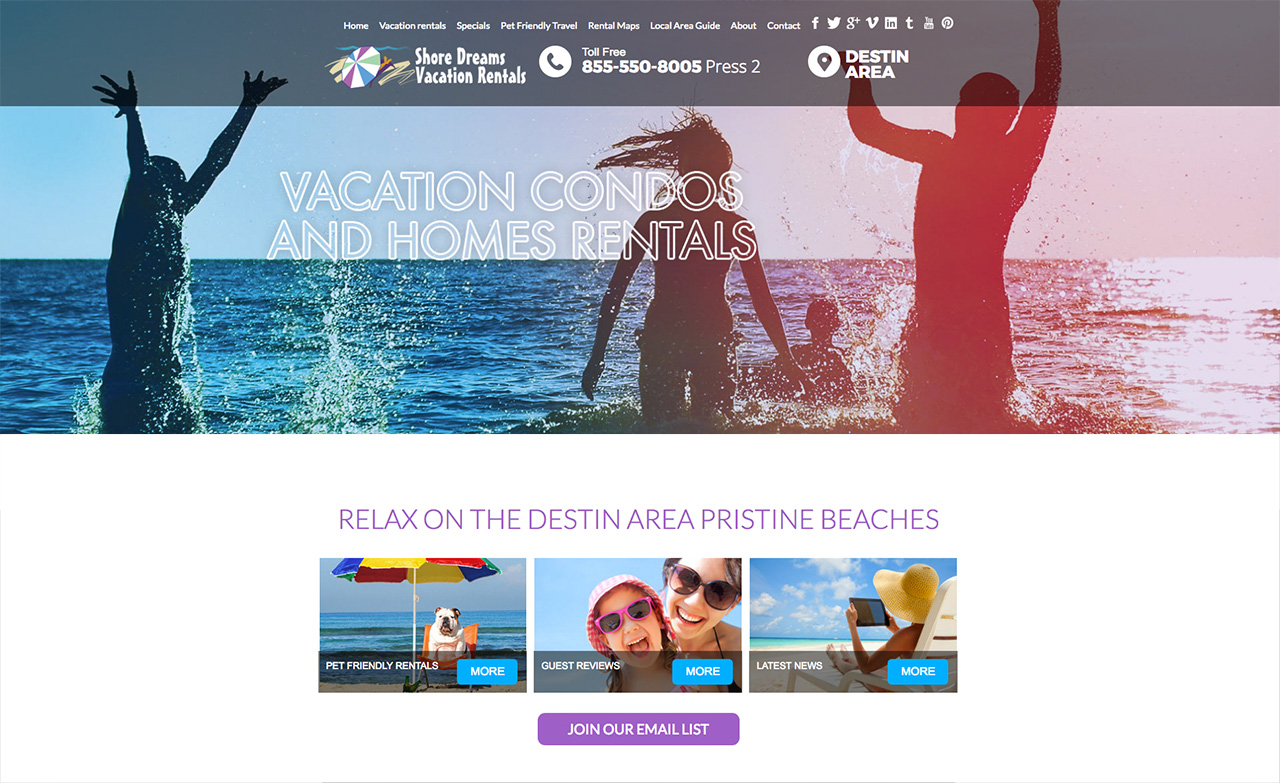 Home Vacation rentals Specials Pet Friendly Travel Rental Maps Local Area Guide About Contact
Shore Dreams
Vacation Rentals
Toll Free
855-550-8005 Press 2
DESTIN
AREA
VACATION CONDOS
AND HOMES RENTALS
RELAX ON THE DESTIN AREA PRISTINE BEACHES
PET FRIENDLY RENTALS MORE
GUEST REVIEWS MORE
LATEST NEWS MORE
JOIN OUR EMAIL LIST